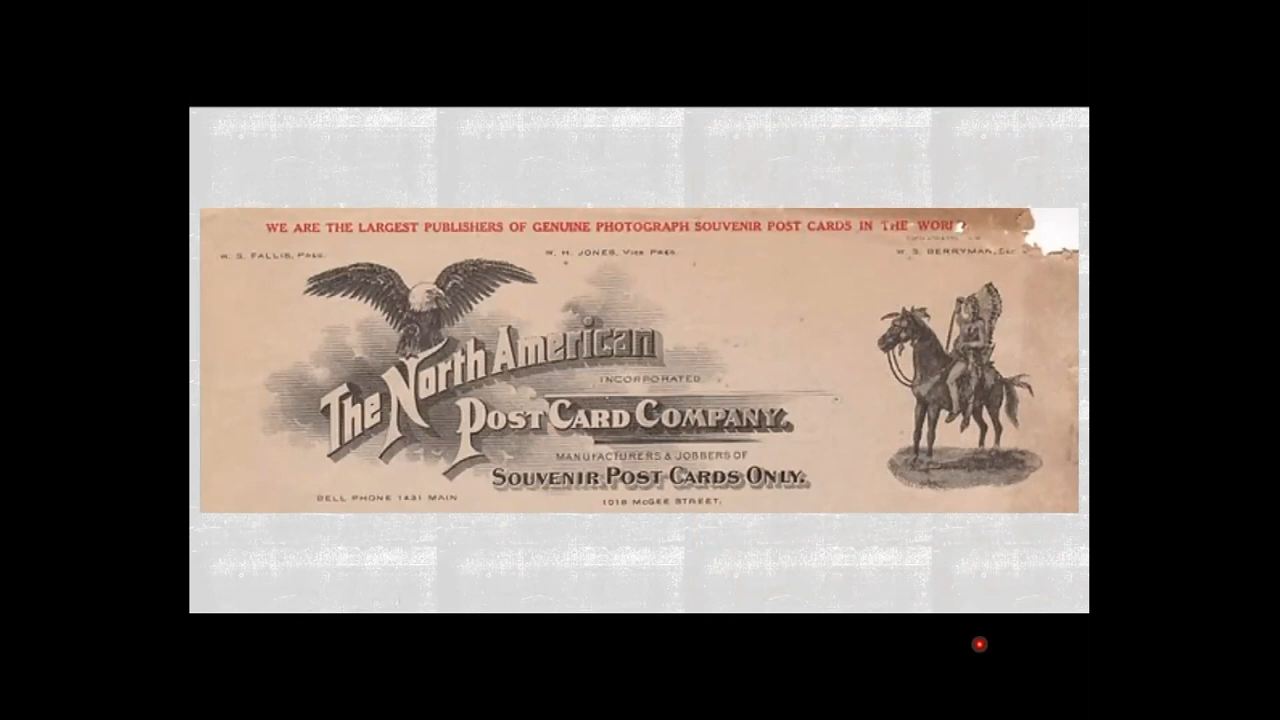 WE ARE THE LARGEST PUBLISHERS OF GENUINE PHOTOGRAPH SOUVENIR POST CARDS IN THE
W. S. FALLIS, PRES.
W. H. JONES, VICE PRES.
W. S. BERRYMAN,
The North American
INCORPORATED
POST CARD COMPANY.
MANUFACTURERS & JOBBERS OF
SOUVENIR POST CARDS ONLY.
BELL PHONE 1431 MAIN
1018 MCGEE STREET,